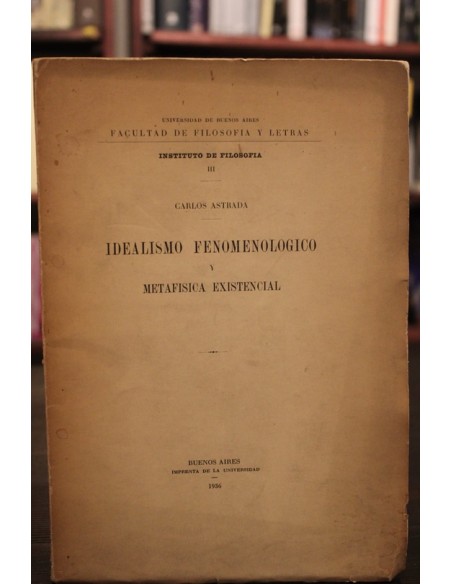 UNIVERSIDAD DE BUENOS AIRES
FACULTAD DE FILOSOFIA Y LETRAS
INSTITUTO DE FILOSOFIA
III
CARLOS ASTRADA
IDEALISMO FENOMENOLOGICO
Y
METAFISICA EXISTENCIAL
BUENOS AIRES
IMPRENTA DE LA UNIVERSIDAD
1936